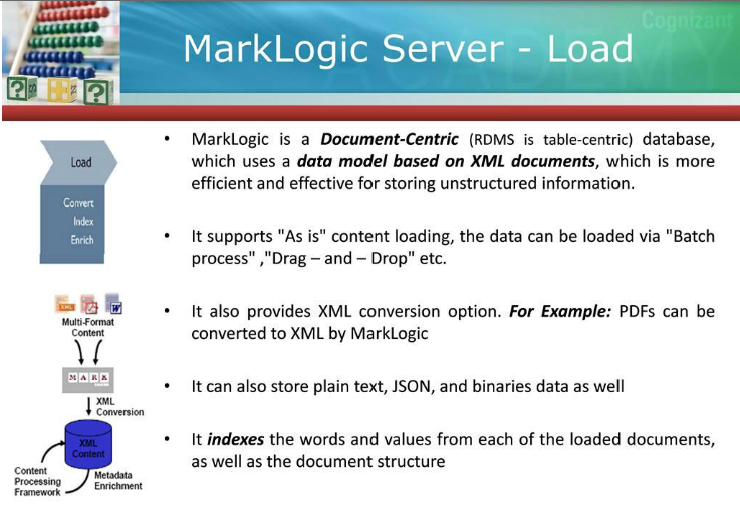 Cognizant
MarkLogic Server - Load
Load
Convert
Index
Enrich
• MarkLogic is a Document-Centric (RDMS is table-centric) database,
which uses a data model based on XML documents, which is more
efficient and effective for storing unstructured information.
• It supports "As is" content loading, the data can be loaded via "Batch
process" ,"Drag – and – Drop" etc.
• It also provides XML conversion option. For Example: PDFs can be
converted to XML by MarkLogic
• It can also store plain text, JSON, and binaries data as well
• It indexes the words and values from each of the loaded documents,
as well as the document structure
Multi-Format
Content
MARK
XML
Conversion
XML
Content
Content
Processing
Framework
Metadata
Enrichment